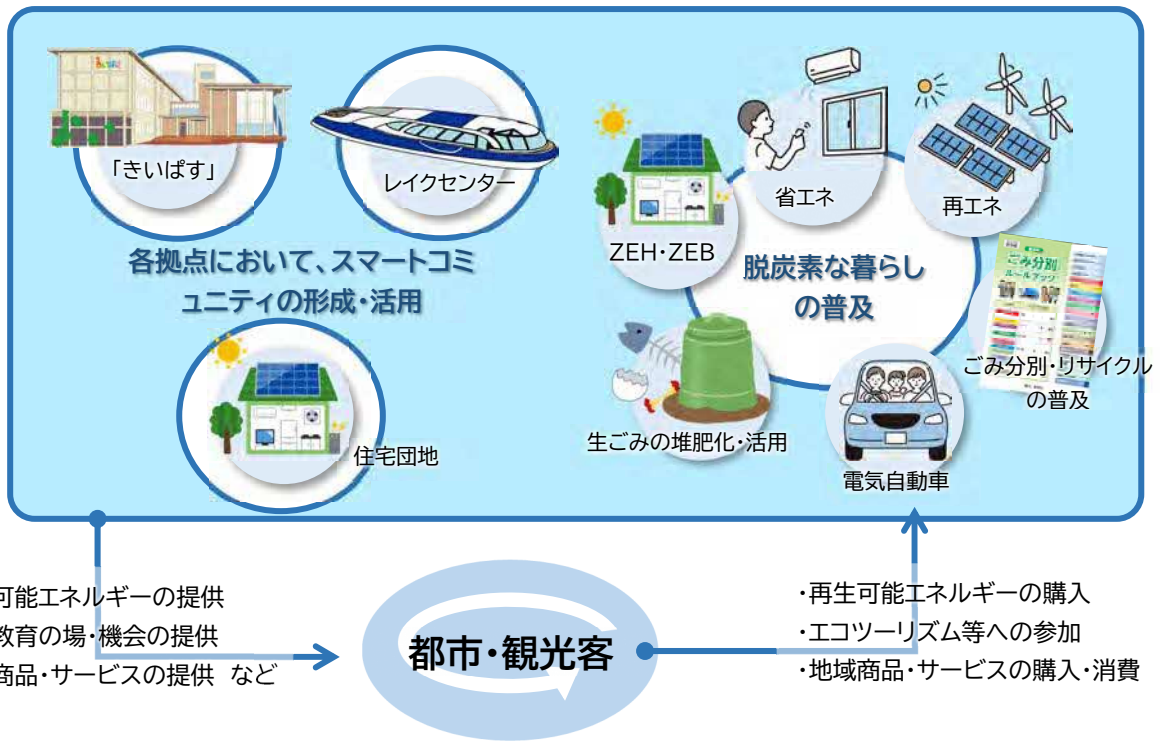 「きいぱす」
レイクセンター
各拠点において、スマートコミ
ュニティの形成・活用
住宅団地
省エネ
再エネ
ZEH・ZEB
脱炭素な暮らし
の普及
ごみ分別
ルールブック
ごみ分別・リサイクル
の普及
生ごみの堆肥化・活用
電気自動車
可能エネルギーの提供
教育の場・機会の提供
商品・サービスの提供 など
都市・観光客
・再生可能エネルギーの購入
・エコツーリズム等への参加
・地域商品・サービスの購入・消費